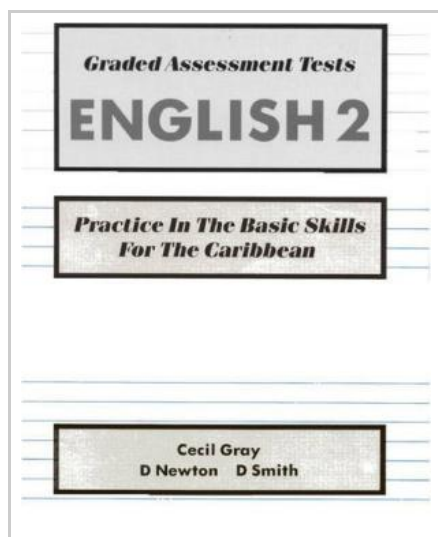 Graded Assessment Tests
ENGLISH 2
Practice In The Basic Skills
For The Caribbean
Cecil Gray
D Newton D Smith